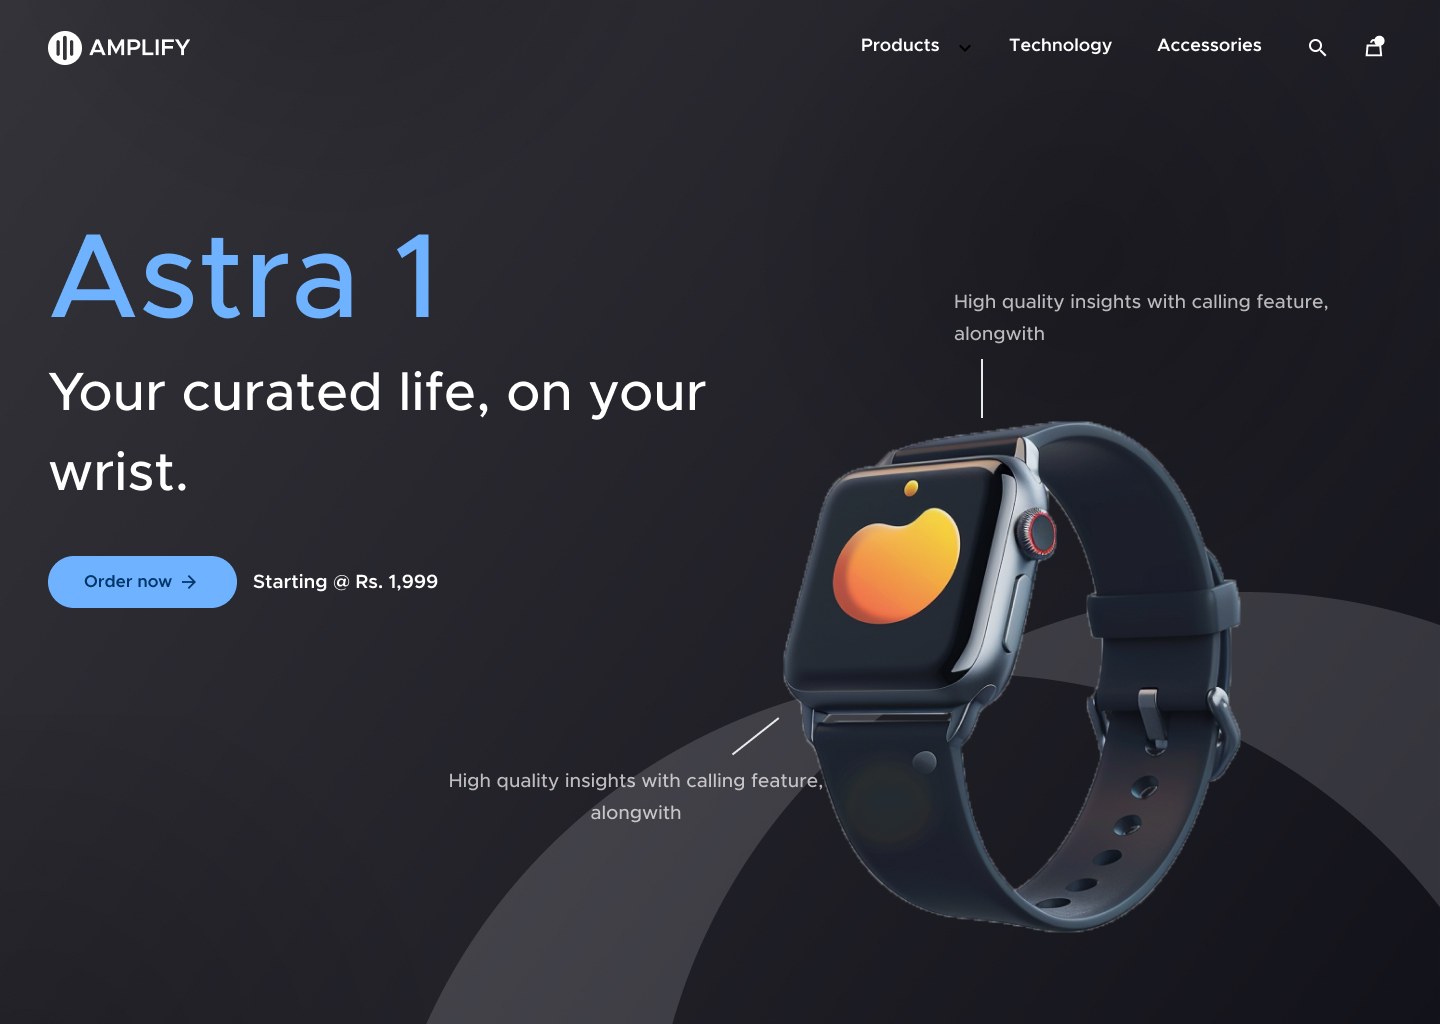 AMPLIFY
Products
Technology
Accessories
Astra 1
Your curated life, on your
wrist.
Order now
Starting @ Rs. 1,999
High quality insights with calling feature,
alongwith
High quality insights with calling feature,
alongwith